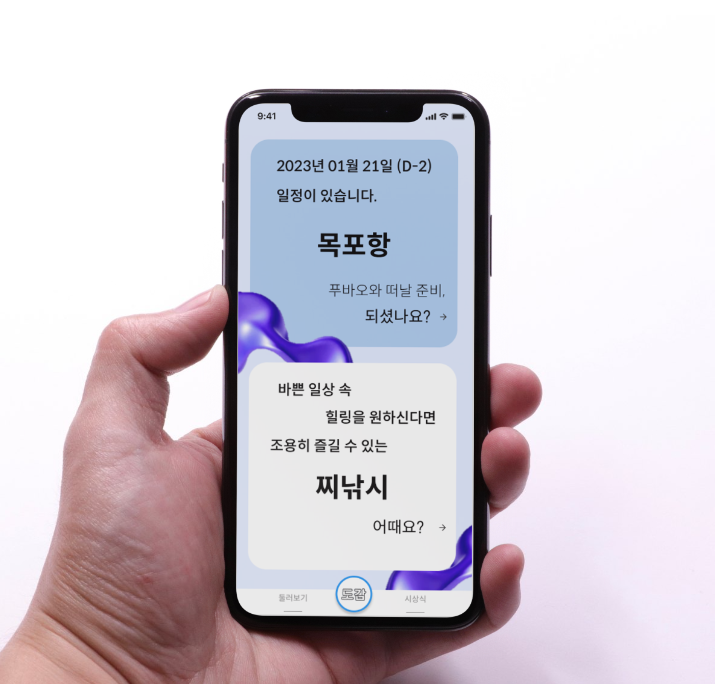 9:41
2023년 01월 21일 (D-2)
일정이 있습니다.
목포항
푸바오와 떠날 준비,
되셨나요? →
바쁜 일상 속
힐링을 원하신다면
조용히 즐길 수 있는
찌낚시
어때요? →
둘러보기
도감
시상식